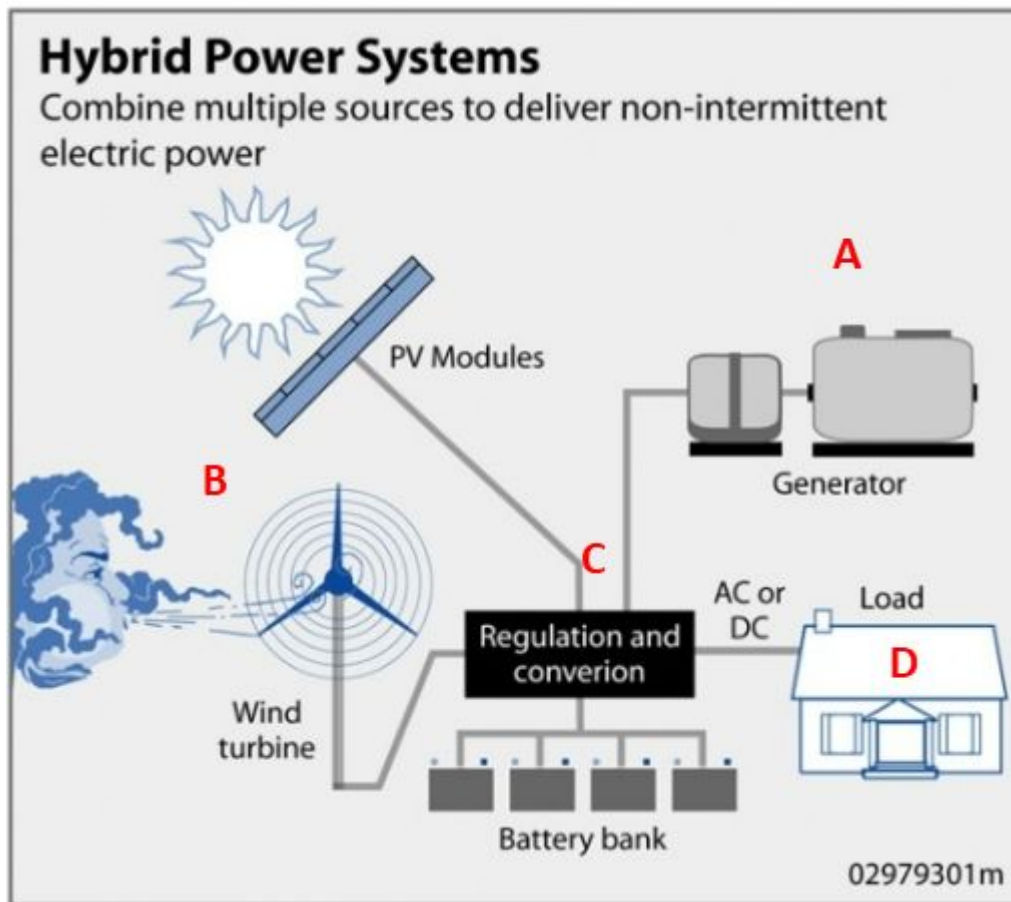 Hybrid Power Systems
Combine multiple sources to deliver non-intermittent
electric power
A
PV Modules
B
Generator
C
AC or
DC
Load
Regulation and
converion
D
Wind
turbine
Battery bank
02979301m